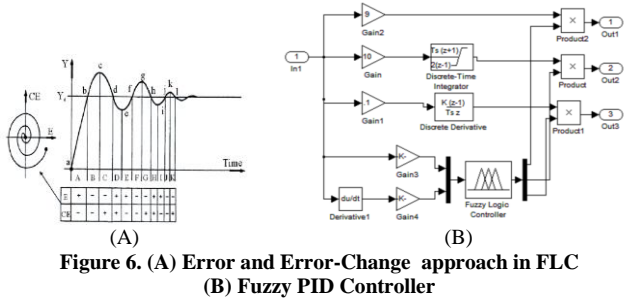 Y
CE
Y
E
a
b
c
d
e
f
g
h
i
j
k
l
Time
A B C D E F G H I J K
E
CE
(A)
1
In1
9
Gain2
10
Gain
.1
Gain1
K-
Gain3
du/dt
Derivative1
K-
Gain4
Ts (z+1)
2(z-1)
Discrete-Time
Integrator
K (z-1)
Ts z
Discrete Derivative
Fuzzy Logic
Controller
×
Product2
×
Product
×
Product1
1
Out1
2
Out2
3
Out3
(B)
Figure 6. (A) Error and Error-Change approach in FLC
(B) Fuzzy PID Controller